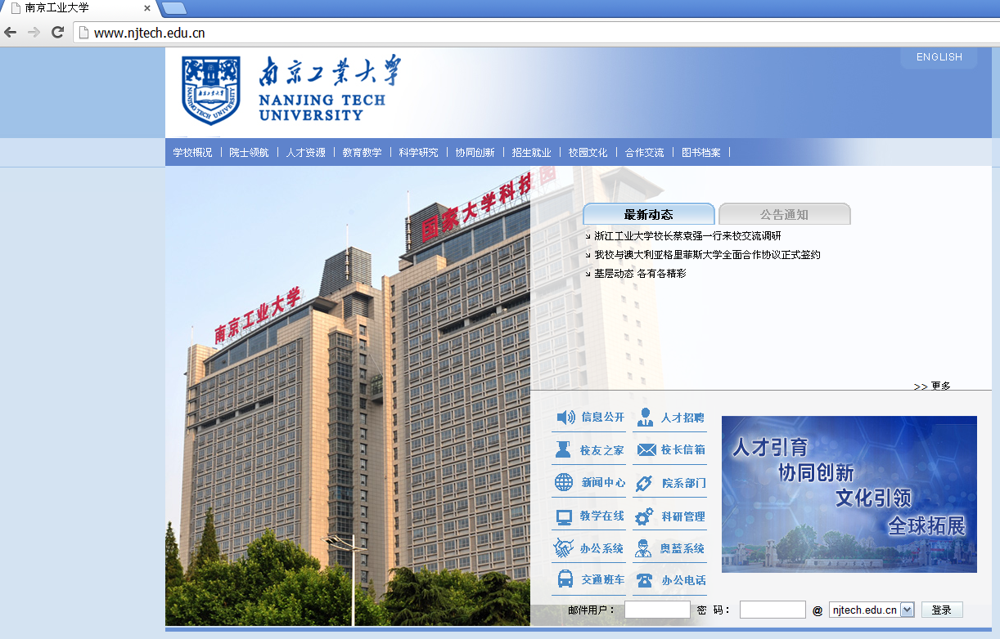 南京工业大学
www.njtech.edu.cn
ENGLISH
南京工业大学
NANJING TECH
UNIVERSITY
南京工业大学
NANJING TECH UNIVERSITY
学校概况 | 院士领航 | 人才资源 | 教育教学 | 科学研究 | 协同创新 | 招生就业 | 校园文化 | 合作交流 | 图书档案 |
国家大学科技园
南京工业大学
最新动态 公告通知
浙江工业大学校长蔡袁强一行来校交流调研
我校与澳大利亚格里菲斯大学全面合作协议正式签约
基层动态 各有各精彩
>> 更多
信息公开 人才招聘
校友之家 校长信箱
新闻中心 院系部门
教学在线 科研管理
办公系统 奥蓝系统
交通班车 办公电话
人才引育
协同创新
文化引领
全球拓展
邮件用户： 密 码： @ njtech.edu.cn 登录